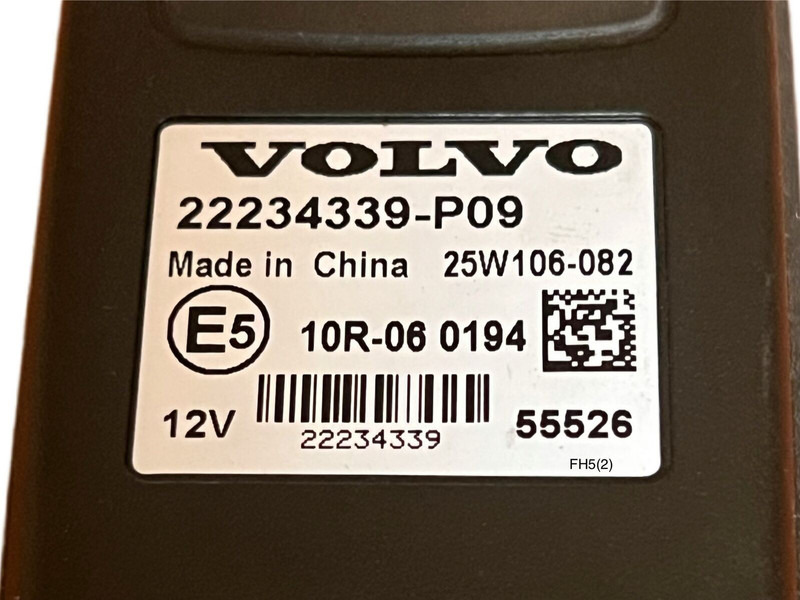 VOLVO
22234339-P09
Made in China 25W106-082
E5 10R-06 0194
12V 22234339 55526
FH5(2)